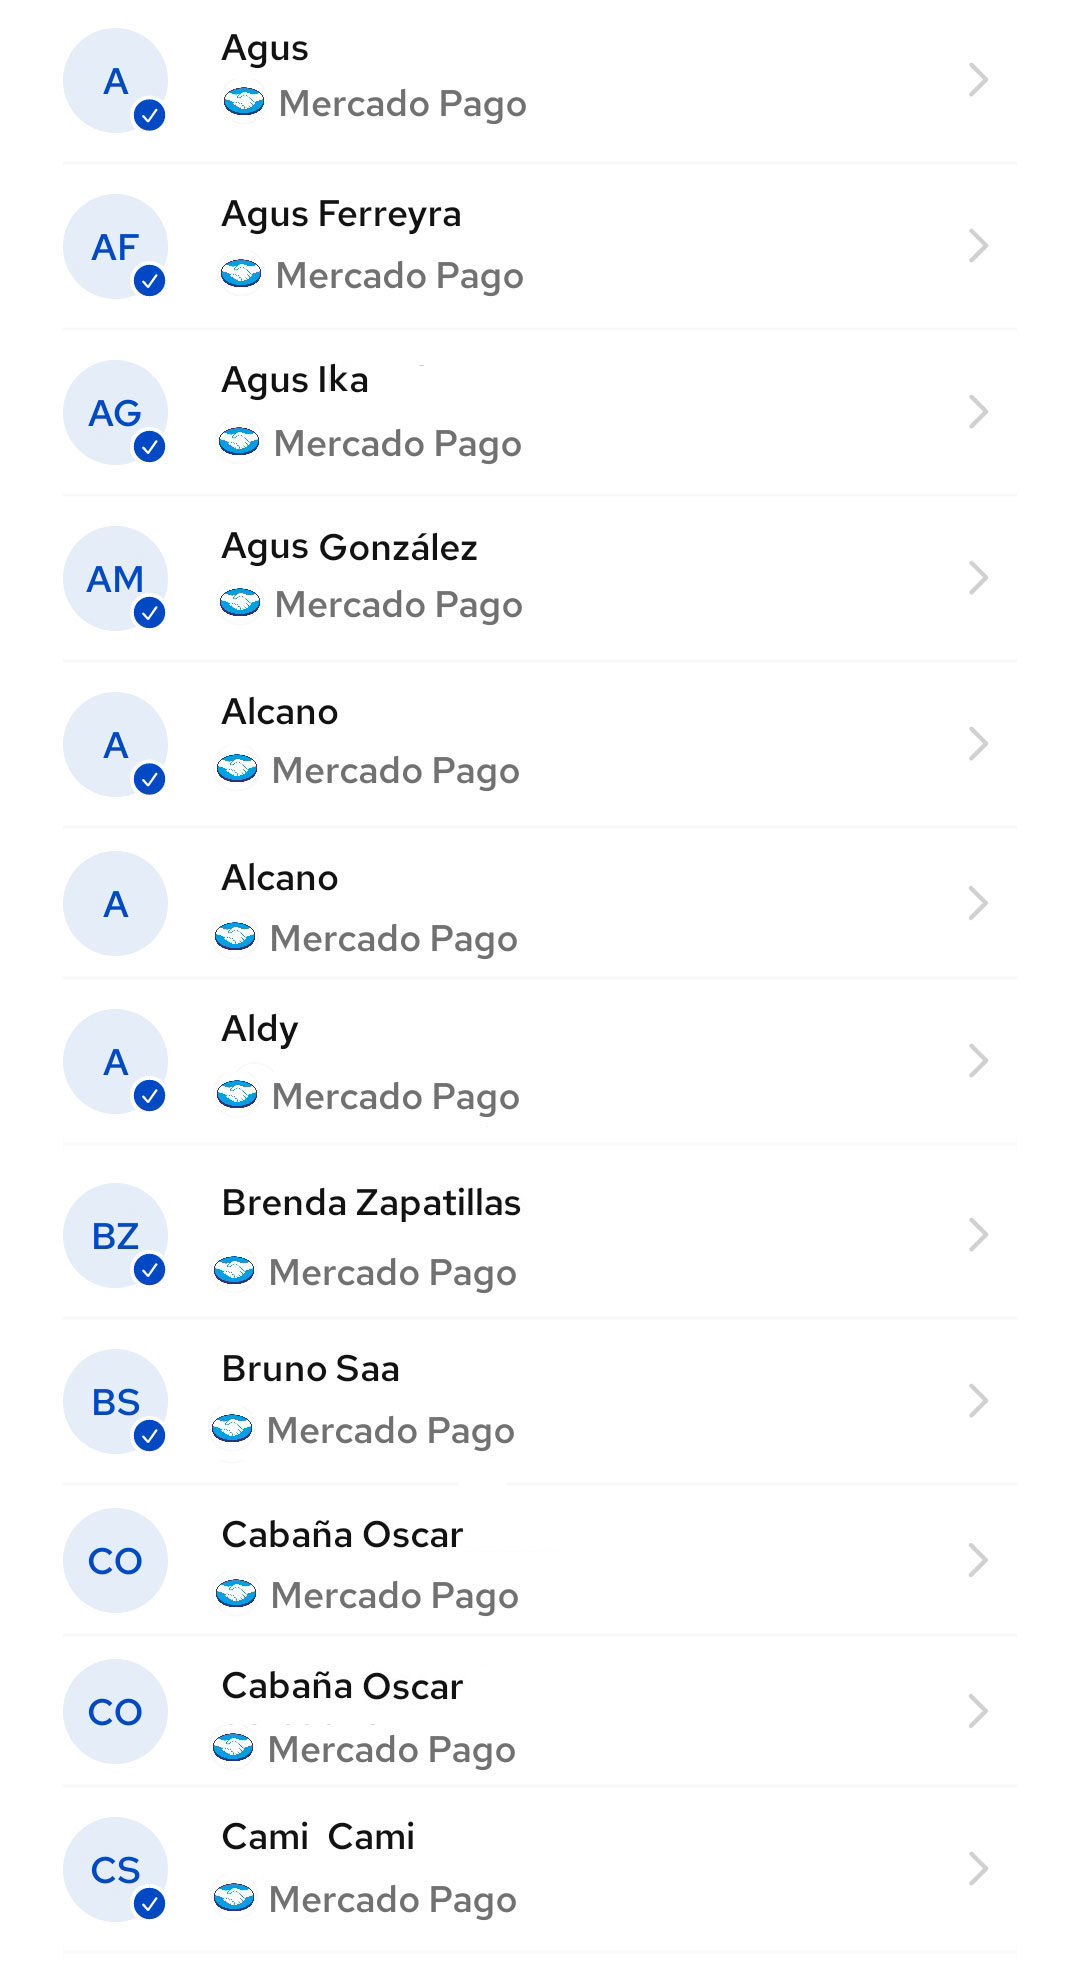 A
Agus
Mercado Pago
AF
Agus Ferreyra
Mercado Pago
AG
Agus Ika
Mercado Pago
AM
Agus González
Mercado Pago
A
Alcano
Mercado Pago
A
Alcano
Mercado Pago
A
Aldy
Mercado Pago
BZ
Brenda Zapatillas
Mercado Pago
BS
Bruno Saa
Mercado Pago
CO
Cabaña Oscar
Mercado Pago
CO
Cabaña Oscar
Mercado Pago
CS
Cami Cami
Mercado Pago